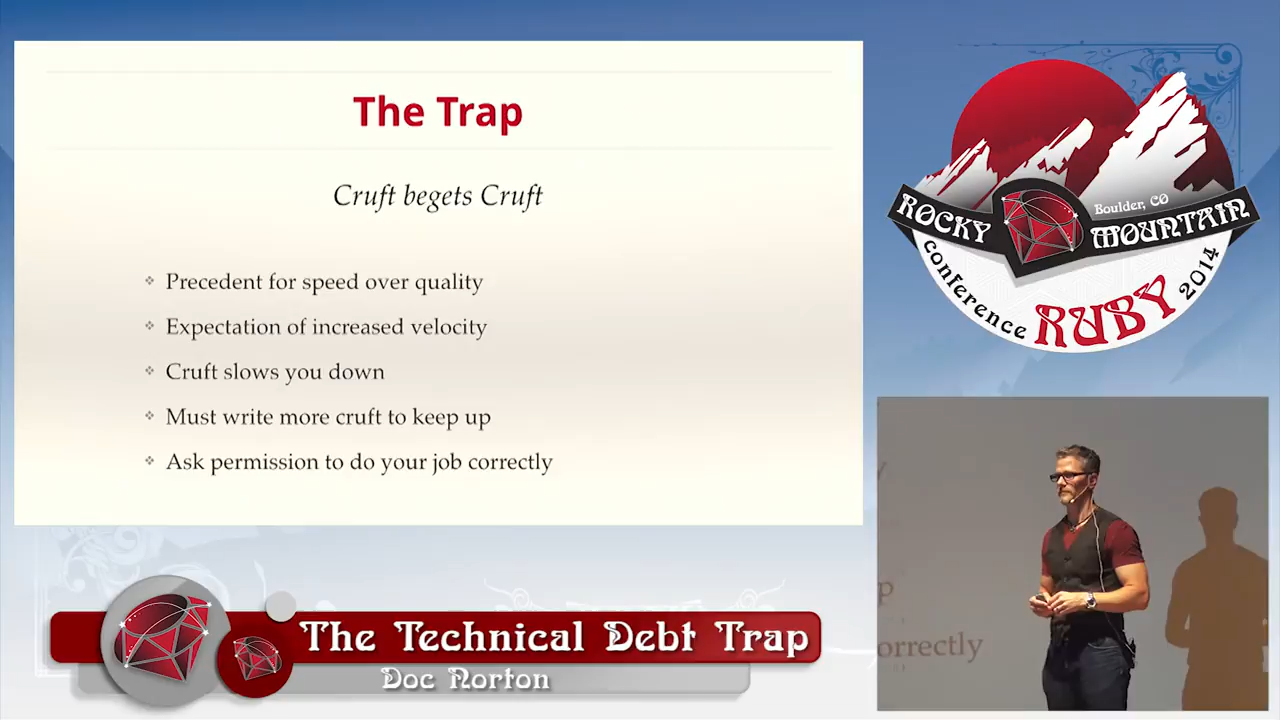 The Trap
Cruft begets Cruft
Precedent for speed over quality
Expectation of increased velocity
Cruft slows you down
Must write more cruft to keep up
Ask permission to do your job correctly
ROCKY MOUNTAIN
Boulder, CO
conference RUBY 2014
orrectly
The Technical Debt Trap
Doc Norton